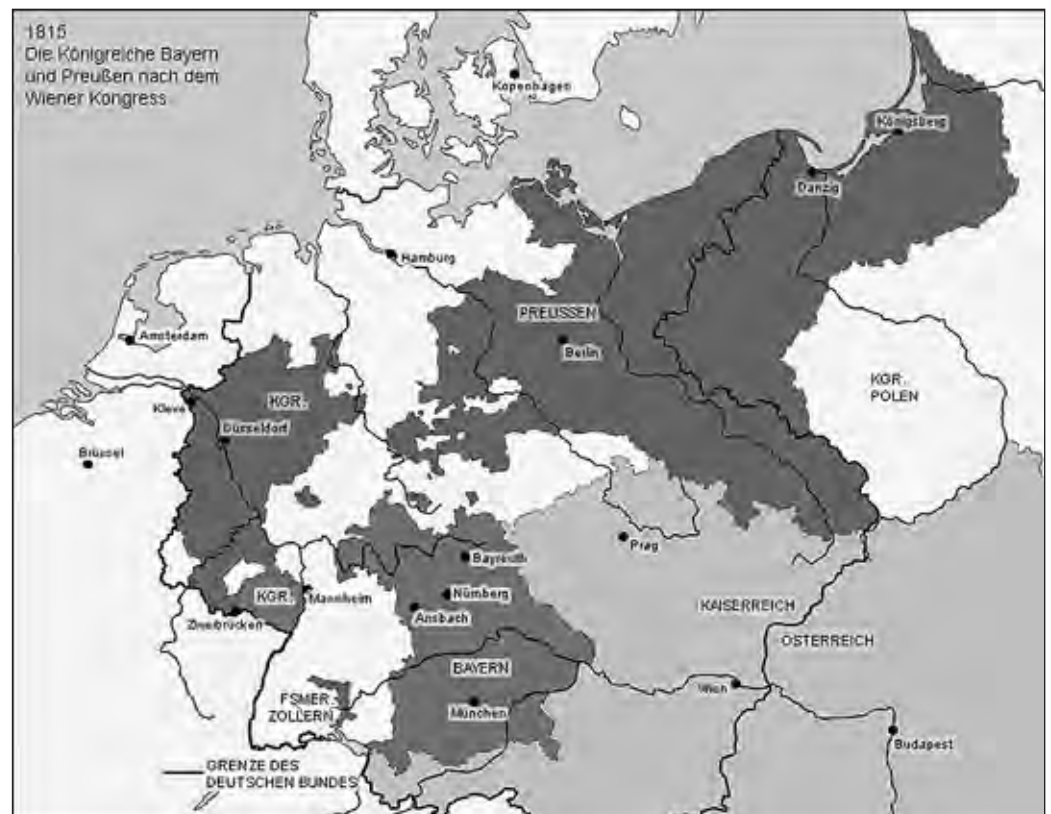 1815
Die Königreiche Bayern
und Preußen nach dem
Wiener Kongress
Kopenhagen
Königsberg
Danzig
Hamburg
PREUSSEN
Berlin
Amsterdam
KGR.
POLEN
KGR.
Kleve
Düsseldorf
Brüssel
Prag
Bayreuth
Nürnberg
Ansbach
KGR.
Mannheim
Zweibrücken
KAISERREICH
ÖSTERREICH
BAYERN
Wien
FSMER.
ZOLLERN
München
Budapest
GRENZE DES
DEUTSCHEN BUNDES